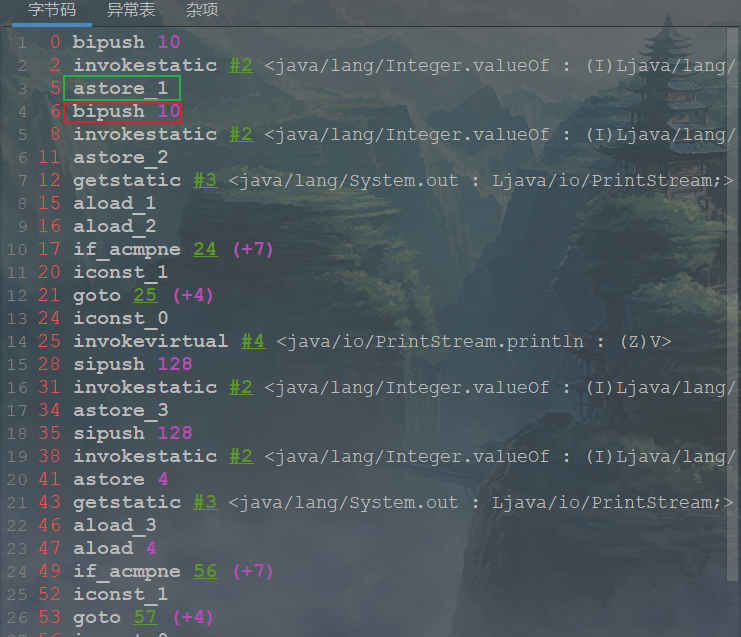 字节码 异常表 杂项
1 0 bipush 10
2 2 invokestatic #2 <java/lang/Integer.valueOf : (I)Ljava/lang/
3 5 astore_1
4 6 bipush 10
5 8 invokestatic #2 <java/lang/Integer.valueOf : (I)Ljava/lang/
6 11 astore_2
7 12 getstatic #3 <java/lang/System.out : Ljava/io/PrintStream;>
8 15 aload_1
9 16 aload_2
10 17 if_acmpne 24 (+7)
11 20 iconst_1
12 21 goto 25 (+4)
13 24 iconst_0
14 25 invokevirtual #4 <java/io/PrintStream.println : (Z)V>
15 28 sipush 128
16 31 invokestatic #2 <java/lang/Integer.valueOf : (I)Ljava/lang/
17 34 astore_3
18 35 sipush 128
19 38 invokestatic #2 <java/lang/Integer.valueOf : (I)Ljava/lang/
20 41 astore 4
21 43 getstatic #3 <java/lang/System.out : Ljava/io/PrintStream;>
22 46 aload_3
23 47 aload 4
24 49 if_acmpne 56 (+7)
25 52 iconst_1
26 53 goto 57 (+4)